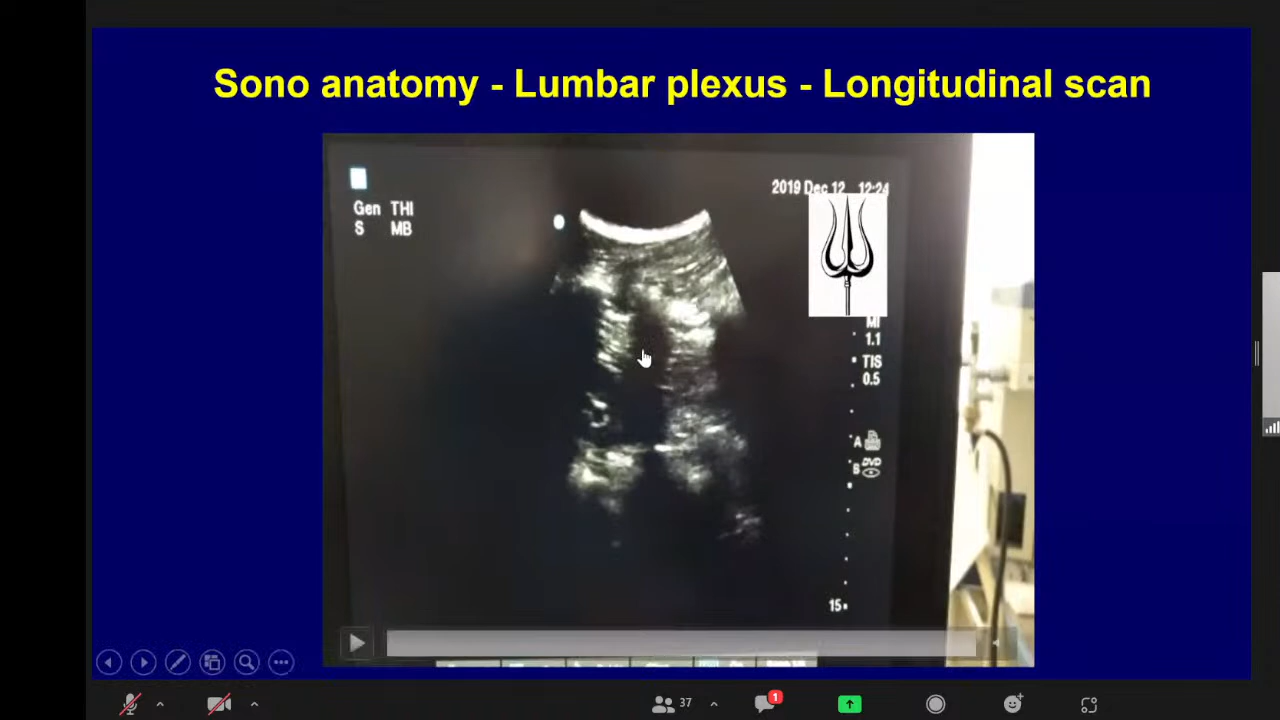 Sono anatomy - Lumbar plexus - Longitudinal scan
2019 Dec 12 12:24
Gen THI
S MB
MI
1.1
TIS
0.5
A
B DVD
15
37
1